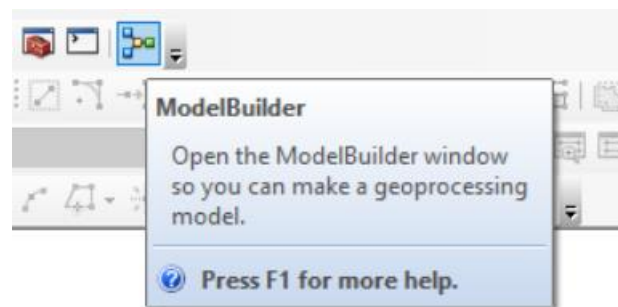 ModelBuilder
Open the ModelBuilder window
so you can make a geoprocessing
model.
Press F1 for more help.